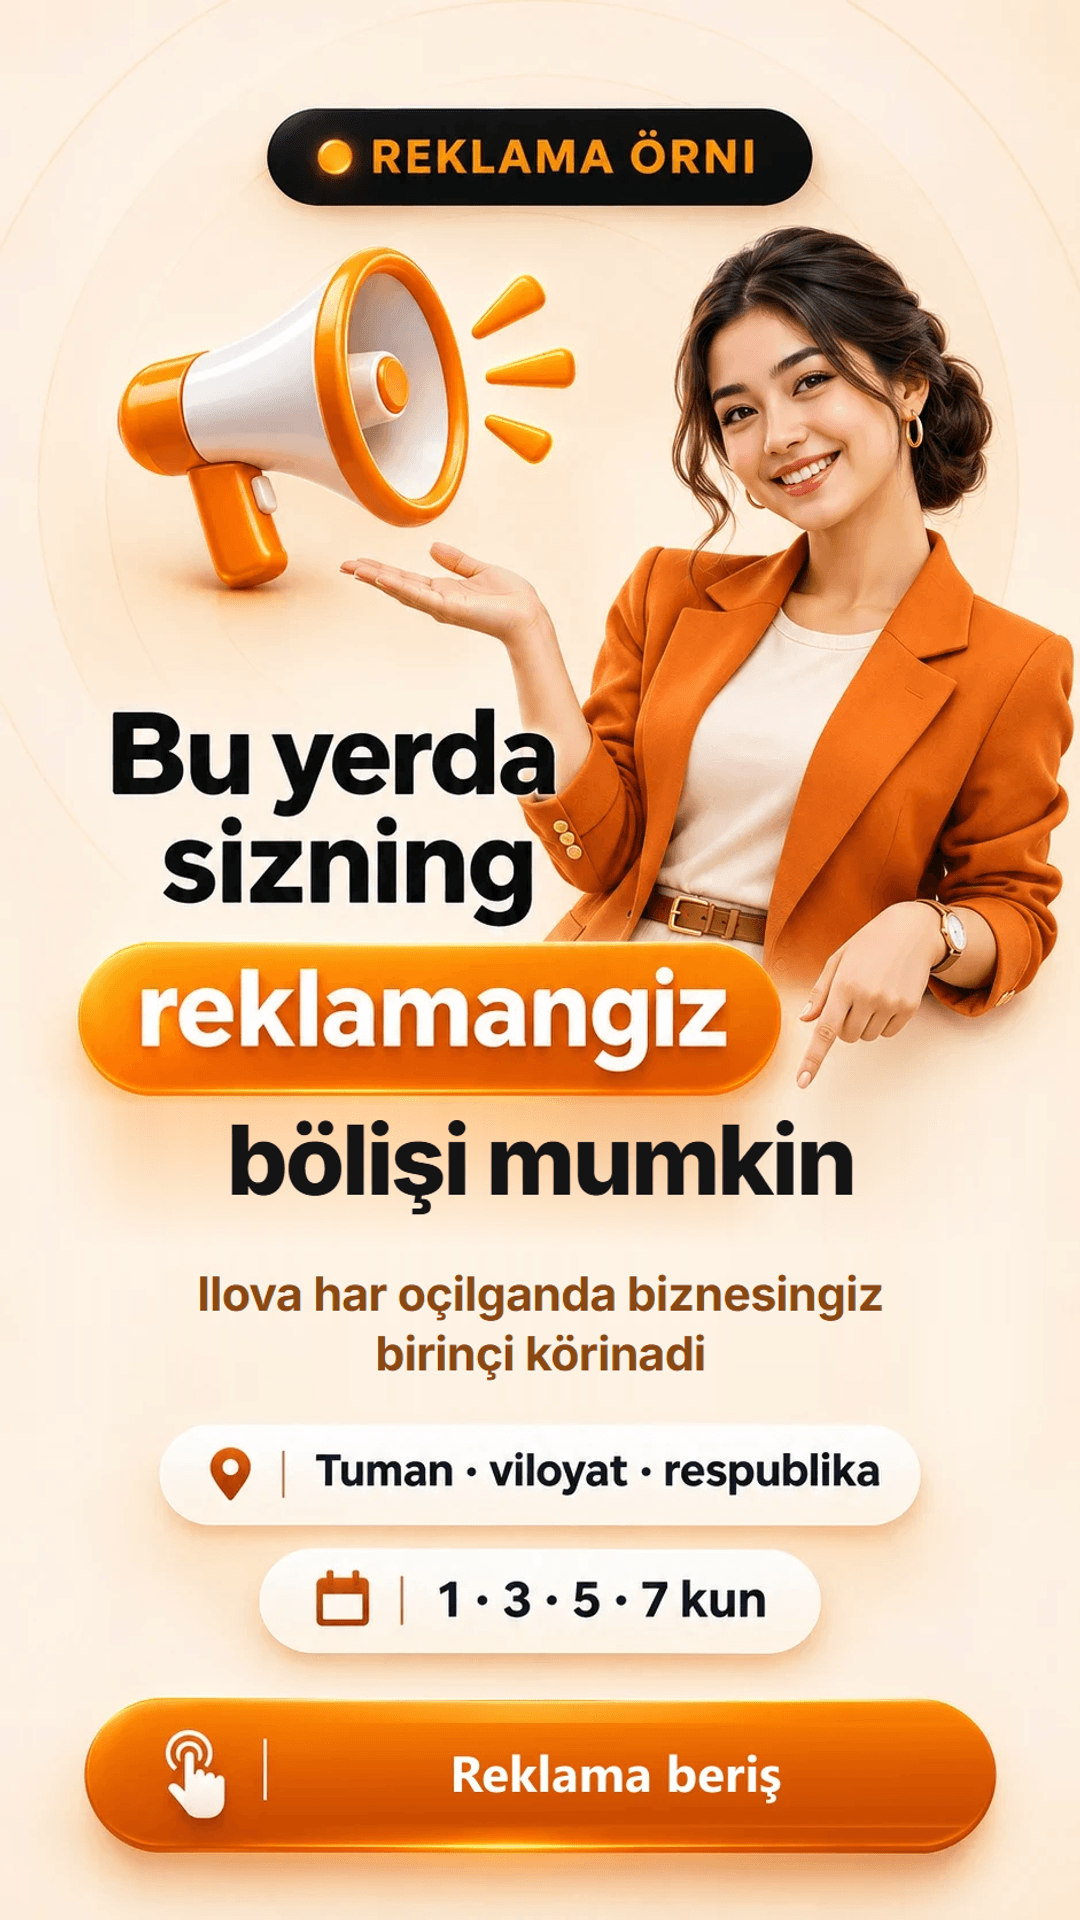 REKLAMA ÖRNI
Bu yerda
sizning
reklamangiz
bölişi mumkin
Ilova har oçilganda biznesingiz
birinçi körinadi
Tuman · viloyat · respublika
1 · 3 · 5 · 7 kun
Reklama beriş